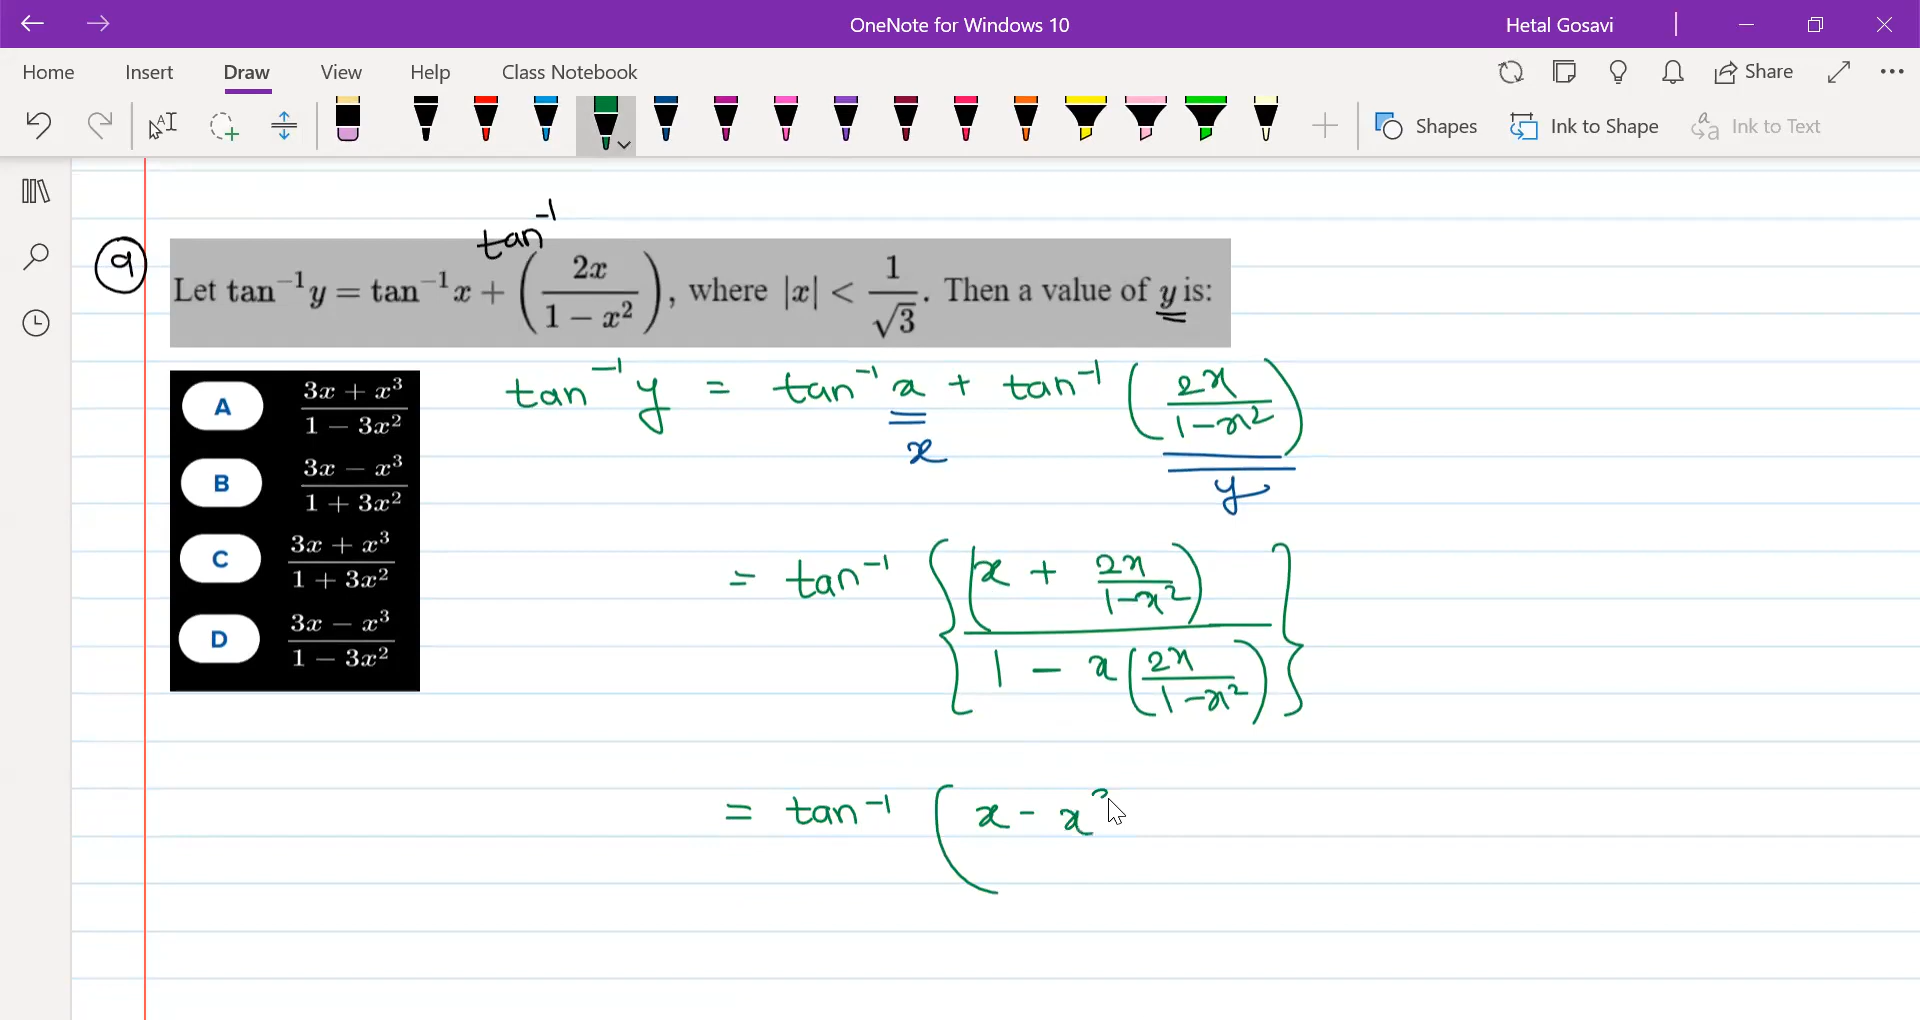 OneNote for Windows 10
Hetal Gosavi
Home Insert Draw View Help Class Notebook
Share
Shapes Ink to Shape Ink to Text
tan⁻¹
9
Let tan⁻¹y = tan⁻¹x + (2x / 1 − x²), where |x| < 1/√3. Then a value of y is:
A (3x + x³) / (1 − 3x²)
B (3x − x³) / (1 + 3x²)
C (3x + x³) / (1 + 3x²)
D (3x − x³) / (1 − 3x²)
tan⁻¹ y = tan⁻¹ x + tan⁻¹ (2x / 1−x²)
x
y
= tan⁻¹ { (x + 2x / 1−x²) / 1 − x (2x / 1−x²) }
= tan⁻¹ ( x − x